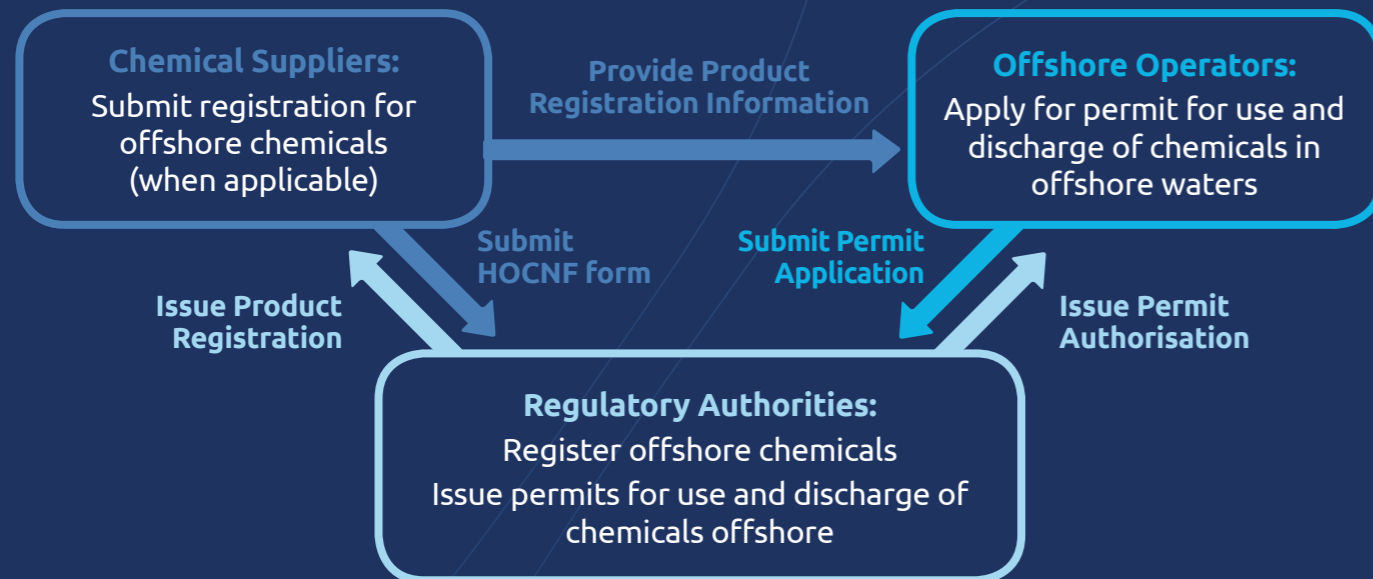 Chemical Suppliers:
Submit registration for
offshore chemicals
(when applicable)
Provide Product
Registration Information
Offshore Operators:
Apply for permit for use and
discharge of chemicals in
offshore waters
Submit
HOCNF form
Submit Permit
Application
Issue Product
Registration
Issue Permit
Authorisation
Regulatory Authorities:
Register offshore chemicals
Issue permits for use and discharge of
chemicals offshore